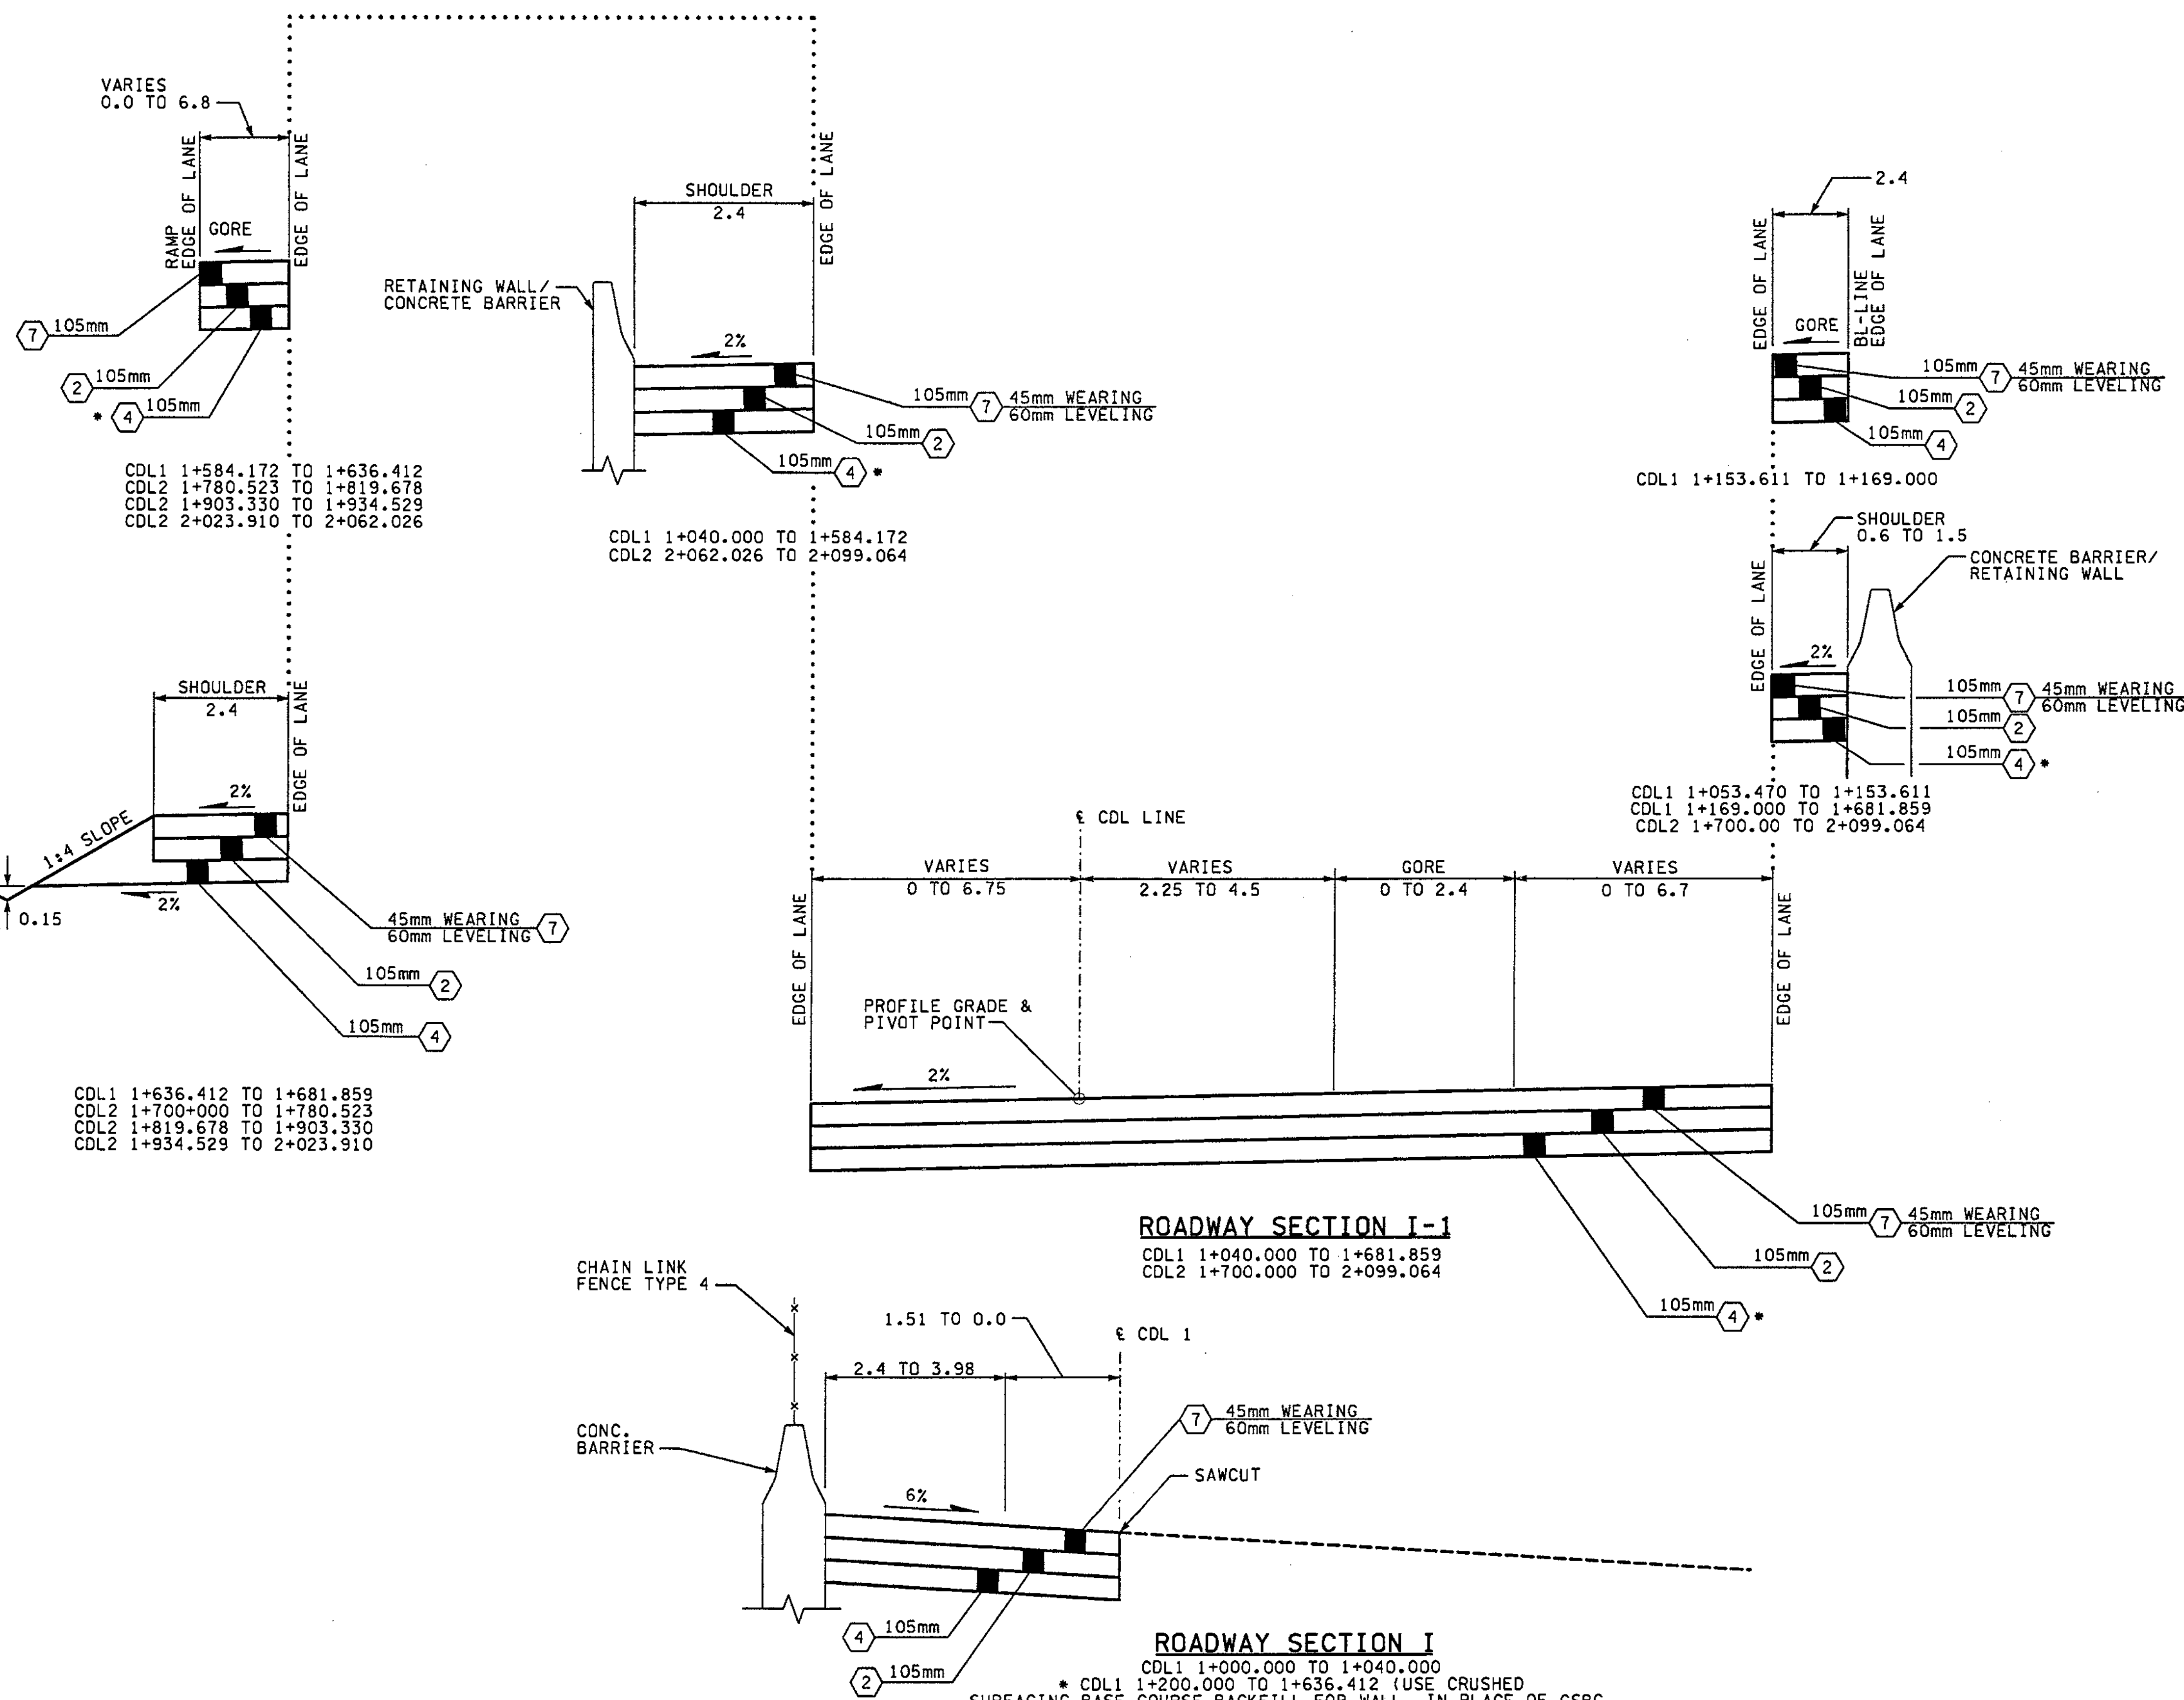 VARIES
0.0 TO 6.8
RAMP
EDGE OF LANE
EDGE OF LANE
GORE
7 105mm
2 105mm
* 4 105mm
CDL1 1+584.172 TO 1+636.412
CDL2 1+780.523 TO 1+819.678
CDL2 1+903.330 TO 1+934.529
CDL2 2+023.910 TO 2+062.026
SHOULDER
2.4
EDGE OF LANE
RETAINING WALL/
CONCRETE BARRIER
2%
105mm 7 45mm WEARING
60mm LEVELING
105mm 2
105mm 4 *
CDL1 1+040.000 TO 1+584.172
CDL2 2+062.026 TO 2+099.064
2.4
EDGE OF LANE
BL-LINE
EDGE OF LANE
GORE
105mm 7 45mm WEARING
60mm LEVELING
105mm 2
105mm 4
CDL1 1+153.611 TO 1+169.000
SHOULDER
0.6 TO 1.5
CONCRETE BARRIER/
RETAINING WALL
EDGE OF LANE
2%
105mm 7 45mm WEARING
60mm LEVELING
105mm 2
105mm 4 *
CDL1 1+053.470 TO 1+153.611
CDL1 1+169.000 TO 1+681.859
CDL2 1+700.00 TO 2+099.064
SHOULDER
2.4
EDGE OF LANE
2%
1:4 SLOPE
2%
0.15
45mm WEARING
60mm LEVELING 7
105mm 2
105mm 4
CDL1 1+636.412 TO 1+681.859
CDL2 1+700+000 TO 1+780.523
CDL2 1+819.678 TO 1+903.330
CDL2 1+934.529 TO 2+023.910
℄ CDL LINE
VARIES
0 TO 6.75
VARIES
2.25 TO 4.5
GORE
0 TO 2.4
VARIES
0 TO 6.7
EDGE OF LANE
EDGE OF LANE
PROFILE GRADE &
PIVOT POINT
2%
105mm 7 45mm WEARING
60mm LEVELING
105mm 2
105mm 4 *
ROADWAY SECTION I-1
CDL1 1+040.000 TO 1+681.859
CDL2 1+700.000 TO 2+099.064
CHAIN LINK
FENCE TYPE 4
1.51 TO 0.0
℄ CDL 1
2.4 TO 3.98
7 45mm WEARING
60mm LEVELING
CONC.
BARRIER
SAWCUT
6%
4 105mm
2 105mm
ROADWAY SECTION I
CDL1 1+000.000 TO 1+040.000
* CDL1 1+200.000 TO 1+636.412 (USE CRUSHED
SURFACING BASE COURSE BACKFILL FOR WALL, IN PLACE OF CSBC